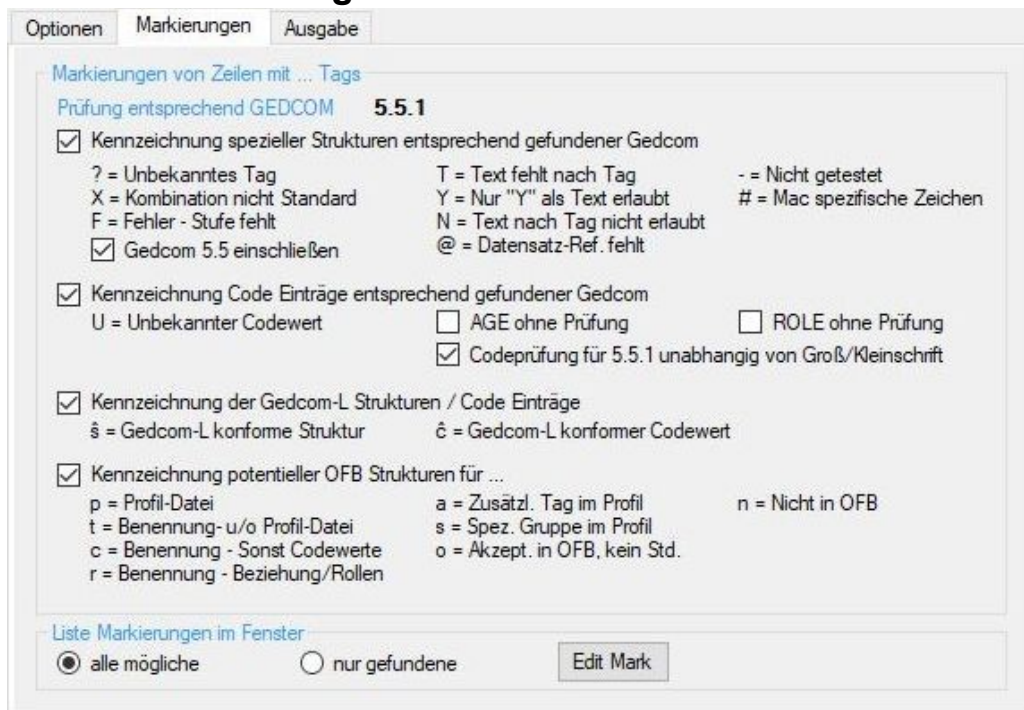 Optionen Markierungen Ausgabe
Markierungen von Zeilen mit ... Tags
Prüfung entsprechend GEDCOM 5.5.1
Kennzeichnung spezieller Strukturen entsprechend gefundener Gedcom
? = Unbekanntes Tag T = Text fehlt nach Tag - = Nicht getestet
X = Kombination nicht Standard Y = Nur "Y" als Text erlaubt # = Mac spezifische Zeichen
F = Fehler - Stufe fehlt N = Text nach Tag nicht erlaubt
Gedcom 5.5 einschließen @ = Datensatz-Ref. fehlt
Kennzeichnung Code Einträge entsprechend gefundener Gedcom
U = Unbekannter Codewert AGE ohne Prüfung ROLE ohne Prüfung
Codeprüfung für 5.5.1 unabhangig von Groß/Kleinschrift
Kennzeichnung der Gedcom-L Strukturen / Code Einträge
ŝ = Gedcom-L konforme Struktur ĉ = Gedcom-L konformer Codewert
Kennzeichnung potentieller OFB Strukturen für ...
p = Profil-Datei a = Zusätzl. Tag im Profil n = Nicht in OFB
t = Benennung- u/o Profil-Datei s = Spez. Gruppe im Profil
c = Benennung - Sonst Codewerte o = Akzept. in OFB, kein Std.
r = Benennung - Beziehung/Rollen
Liste Markierungen im Fenster
alle mögliche nur gefundene Edit Mark